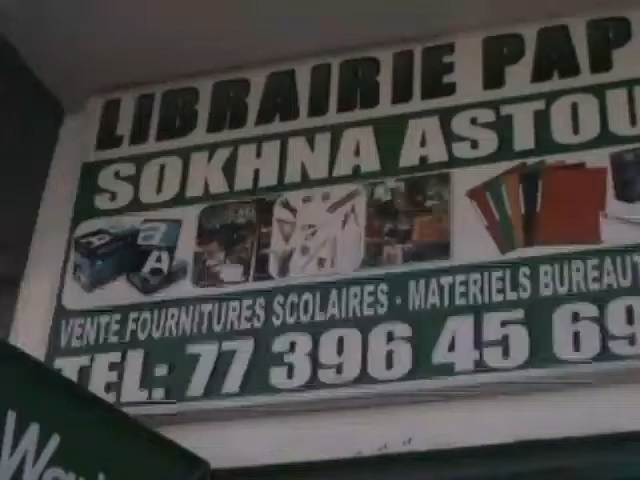 LIBRAIRIE PAP
SOKHNA ASTOU
VENTE FOURNITURES SCOLAIRES - MATERIELS BUREAUT
TEL: 77 396 45 69